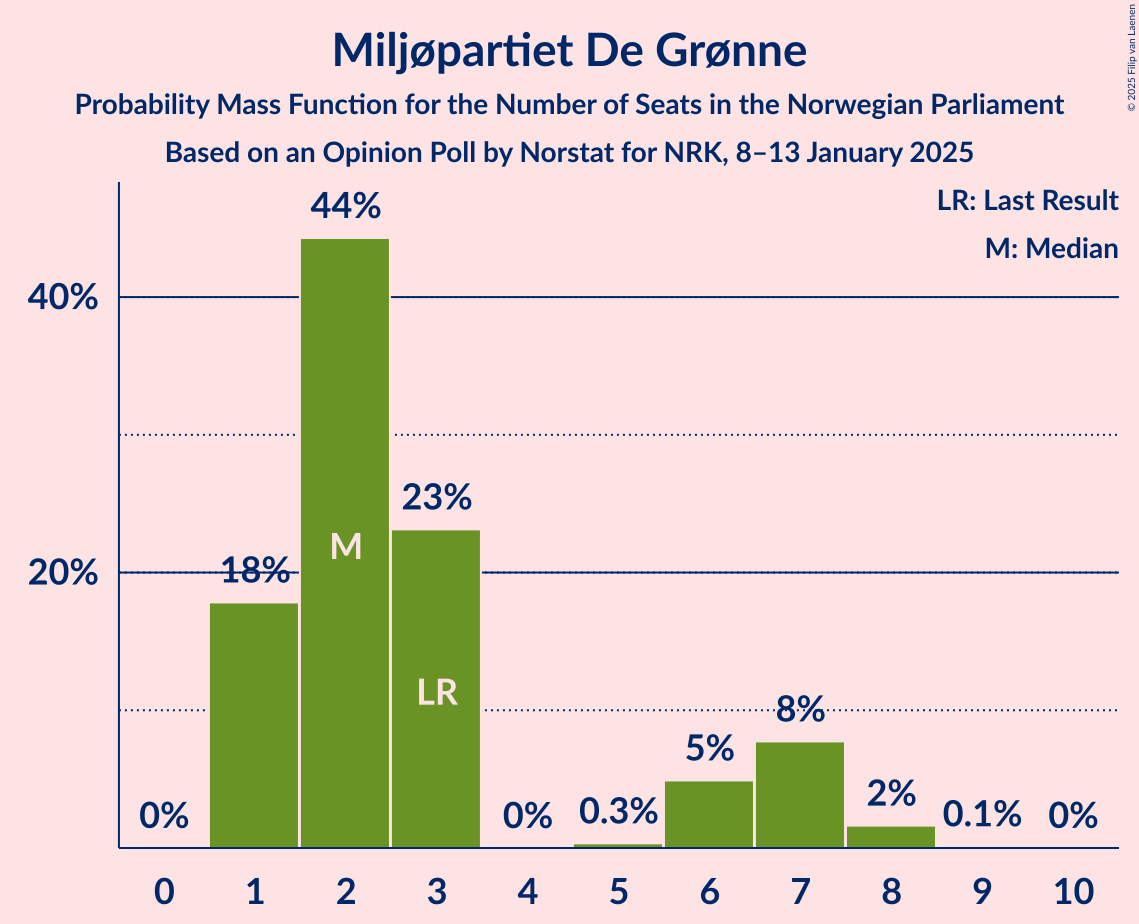 Miljøpartiet De Grønne
Probability Mass Function for the Number of Seats in the Norwegian Parliament
Based on an Opinion Poll by Norstat for NRK, 8–13 January 2025
© 2025 Filip van Laenen
LR: Last Result
M: Median
44%
40%
23%
M
18%
20%
LR
8%
5%
2%
0%
0%
0.3%
0.1%
0%
0 1 2 3 4 5 6 7 8 9 10